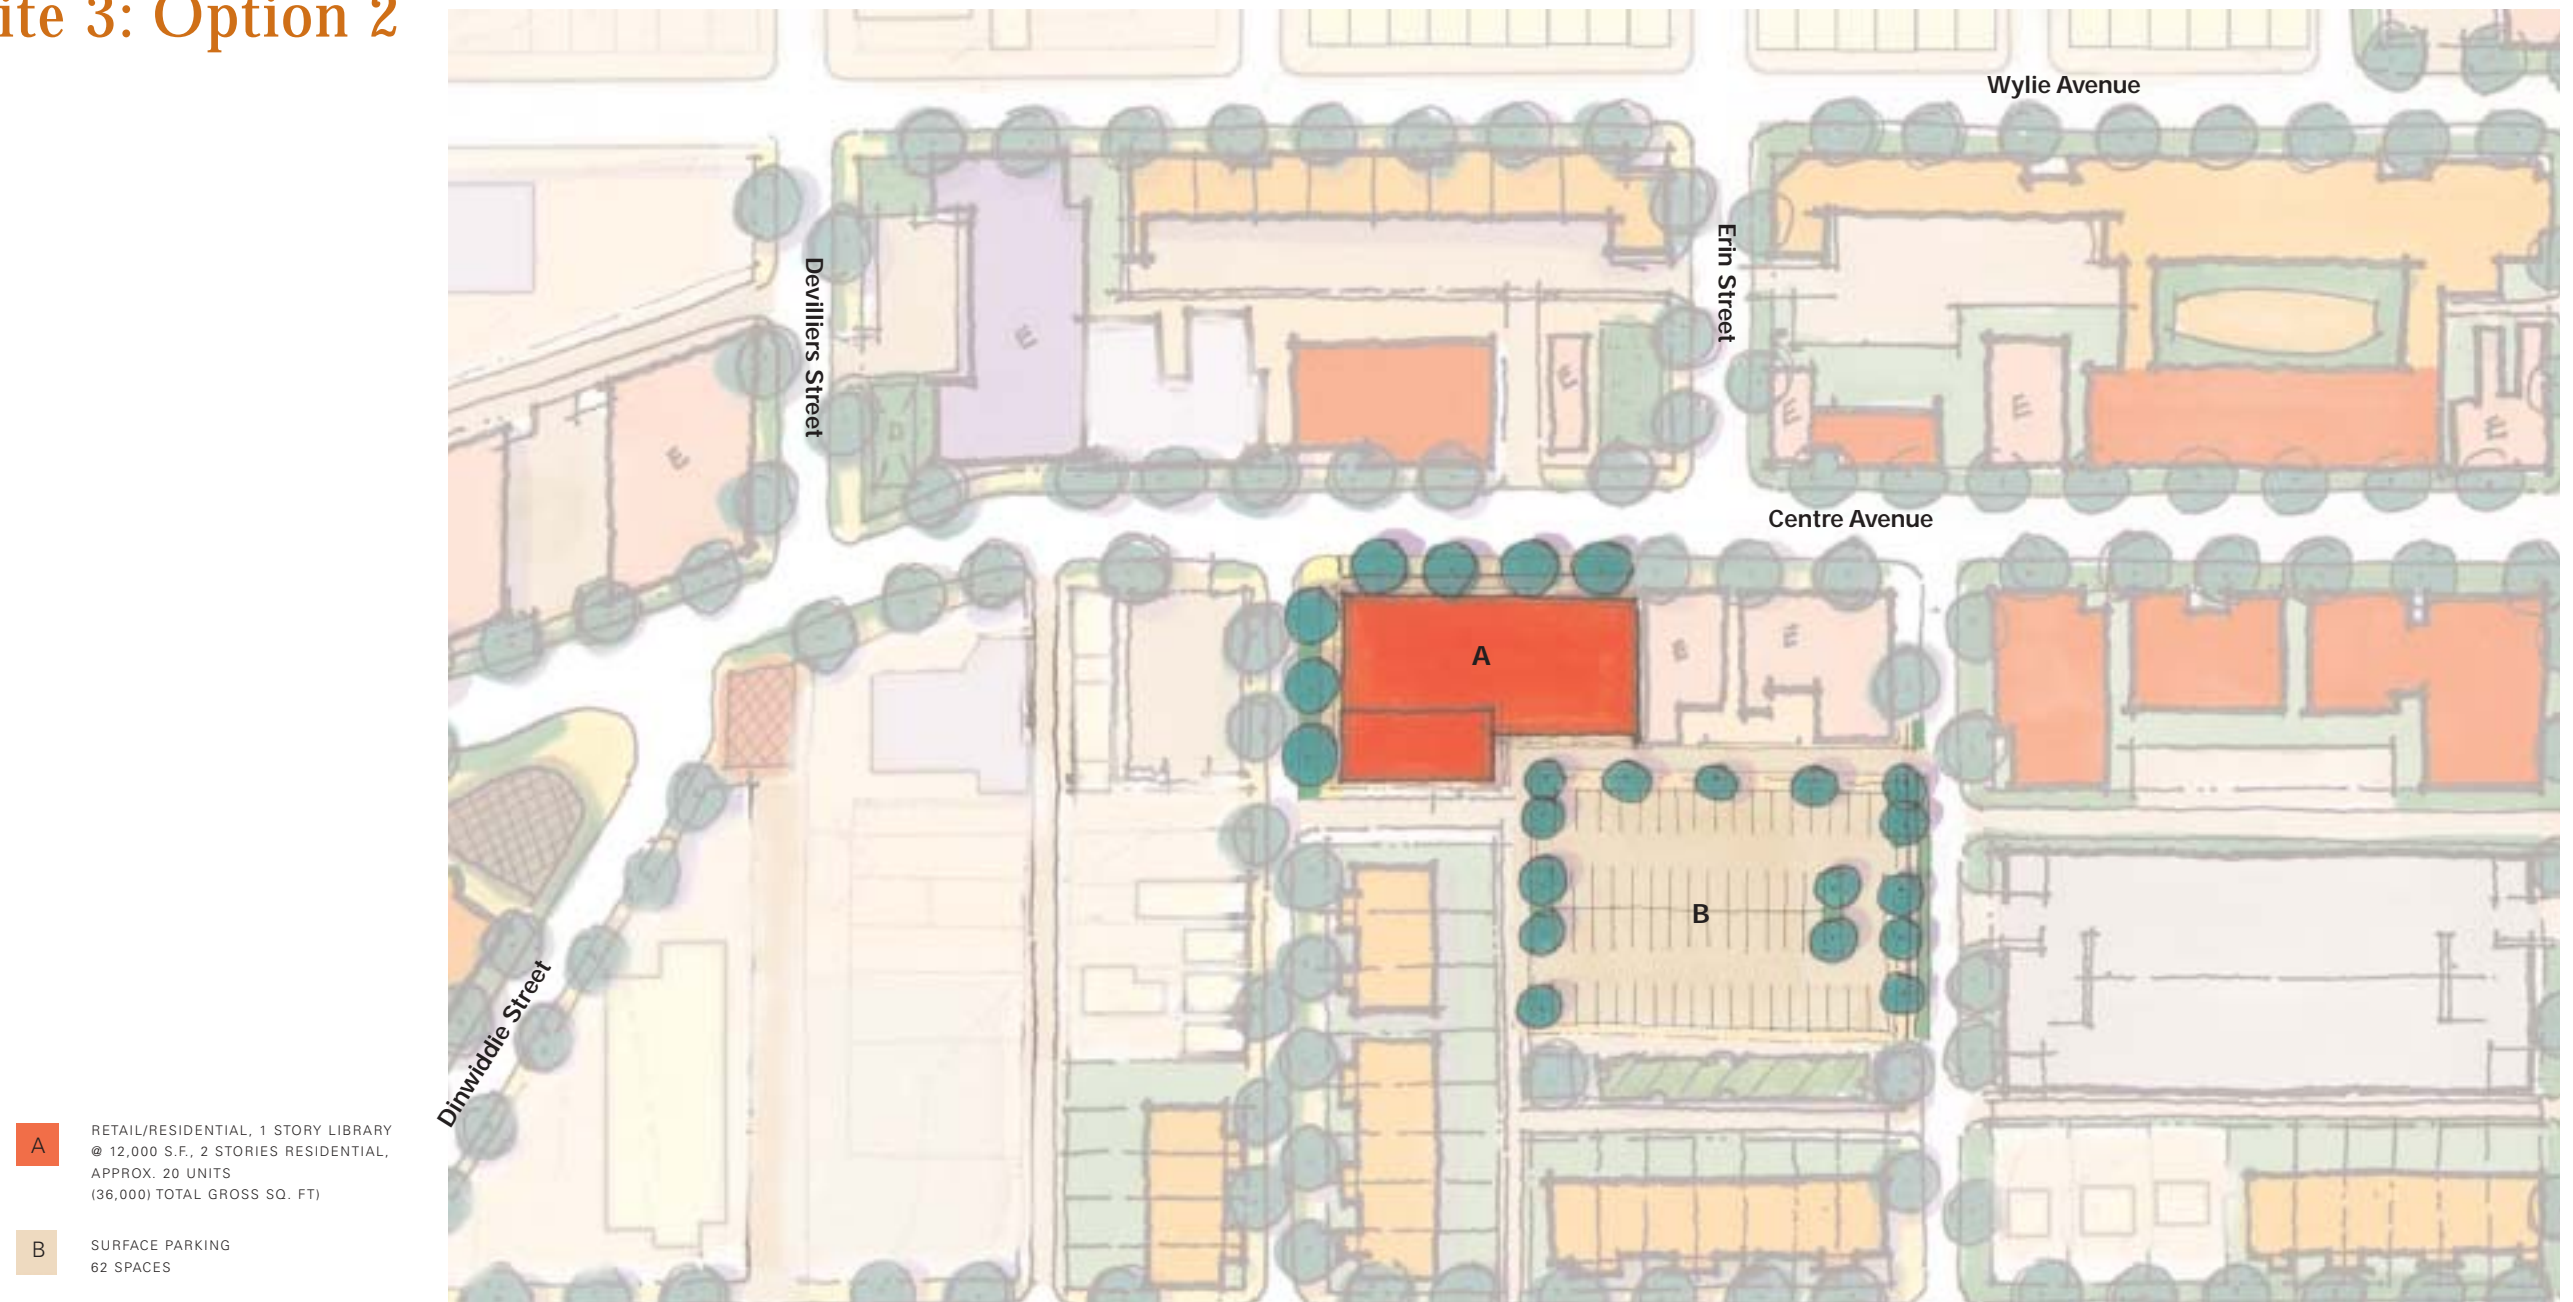 ite 3: Option 2
Wylie Avenue
Devilliers Street
Erin Street
E
E
E
E
E
E
D
Centre Avenue
A
E
E
B
Dinwiddie Street
A
RETAIL/RESIDENTIAL, 1 STORY LIBRARY
@ 12,000 S.F., 2 STORIES RESIDENTIAL,
APPROX. 20 UNITS
(36,000) TOTAL GROSS SQ. FT)
B
SURFACE PARKING
62 SPACES